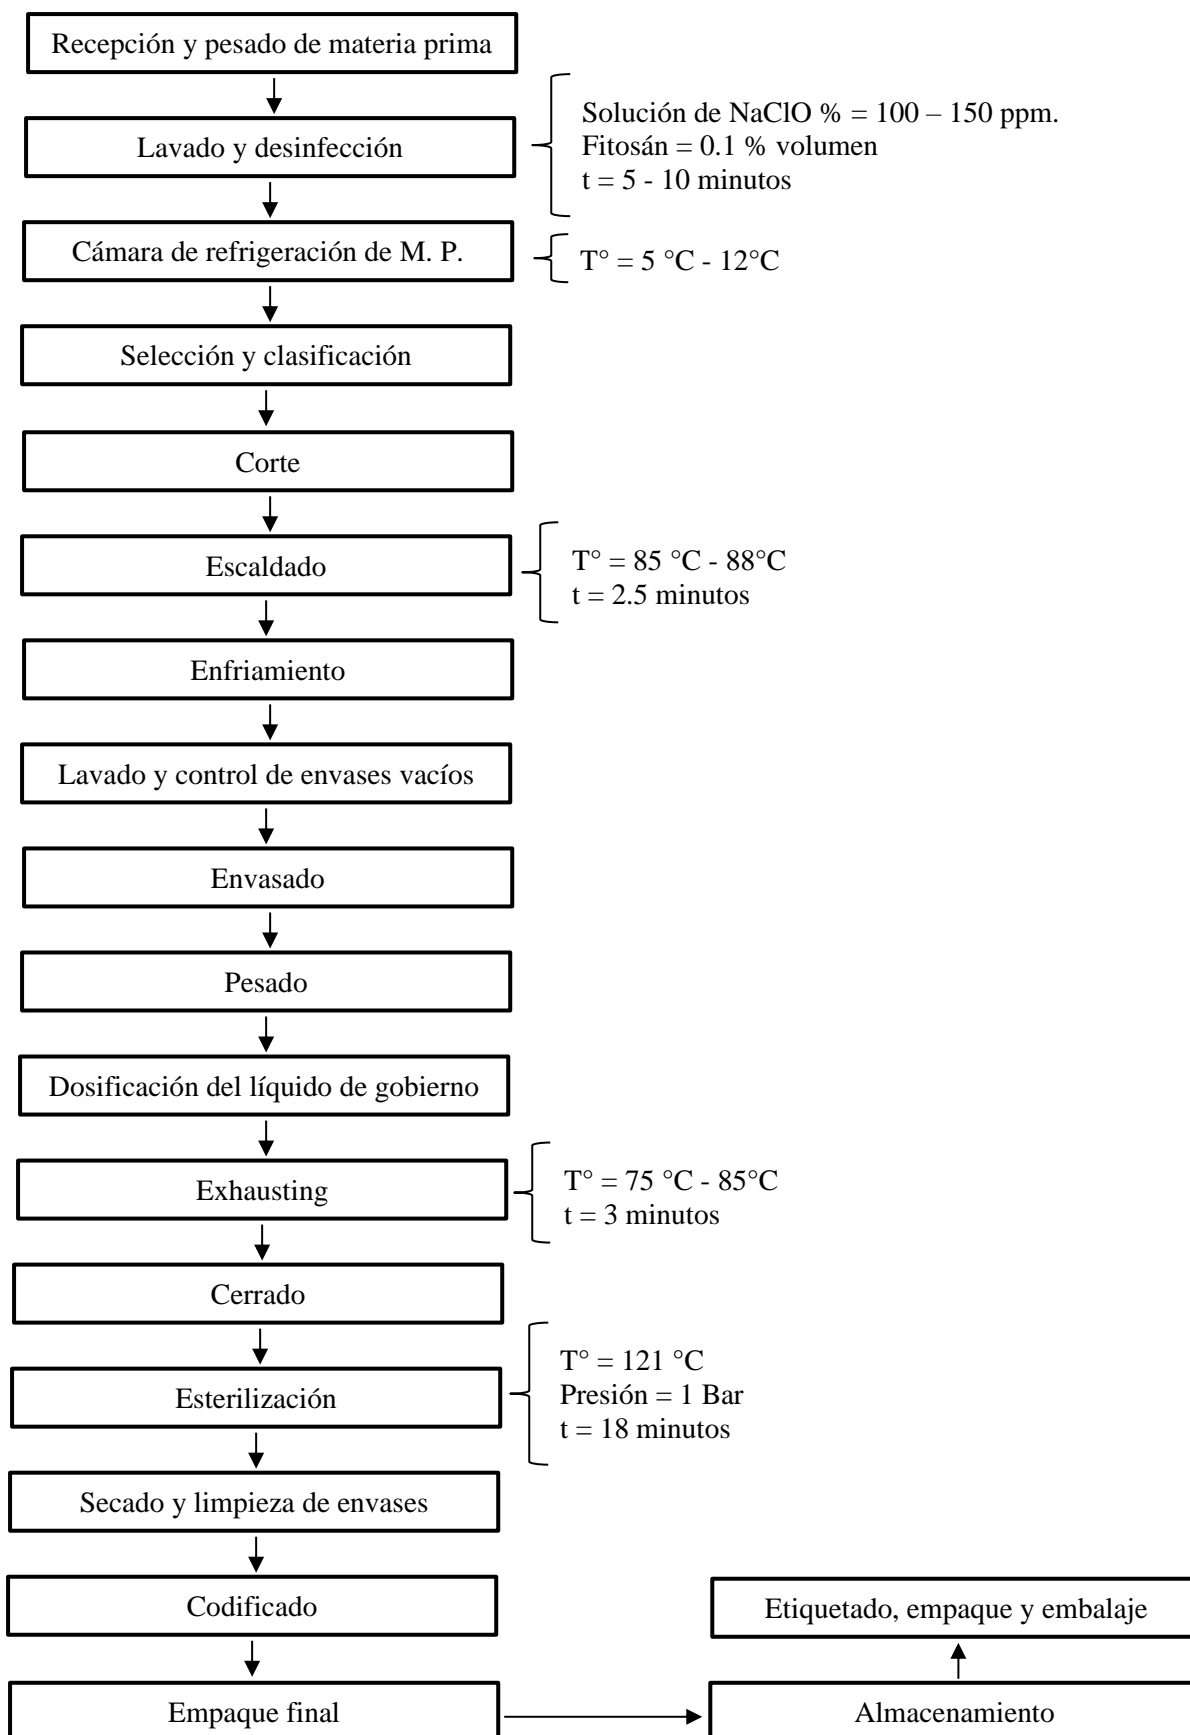 Recepción y pesado de materia prima
Solución de NaClO % = 100 – 150 ppm.
Fitosán = 0.1 % volumen
t = 5 - 10 minutos
Lavado y desinfección
Cámara de refrigeración de M. P.
T° = 5 °C - 12°C
Selección y clasificación
Corte
Escaldado
T° = 85 °C - 88°C
t = 2.5 minutos
Enfriamiento
Lavado y control de envases vacíos
Envasado
Pesado
Dosificación del líquido de gobierno
Exhausting
T° = 75 °C - 85°C
t = 3 minutos
Cerrado
Esterilización
T° = 121 °C
Presión = 1 Bar
t = 18 minutos
Secado y limpieza de envases
Codificado
Etiquetado, empaque y embalaje
Empaque final
Almacenamiento